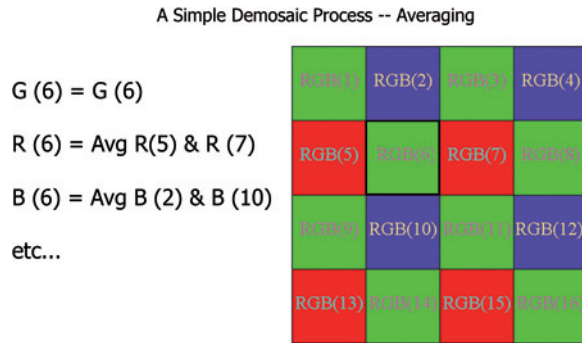 A Simple Demosaic Process -- Averaging
G (6) = G (6)
R (6) = Avg R(5) & R (7)
B (6) = Avg B (2) & B (10)
etc...
RGB(1) RGB(2) RGB(3) RGB(4)
RGB(5) RGB(6) RGB(7) RGB(8)
RGB(9) RGB(10) RGB(11) RGB(12)
RGB(13) RGB(14) RGB(15) RGB(16)